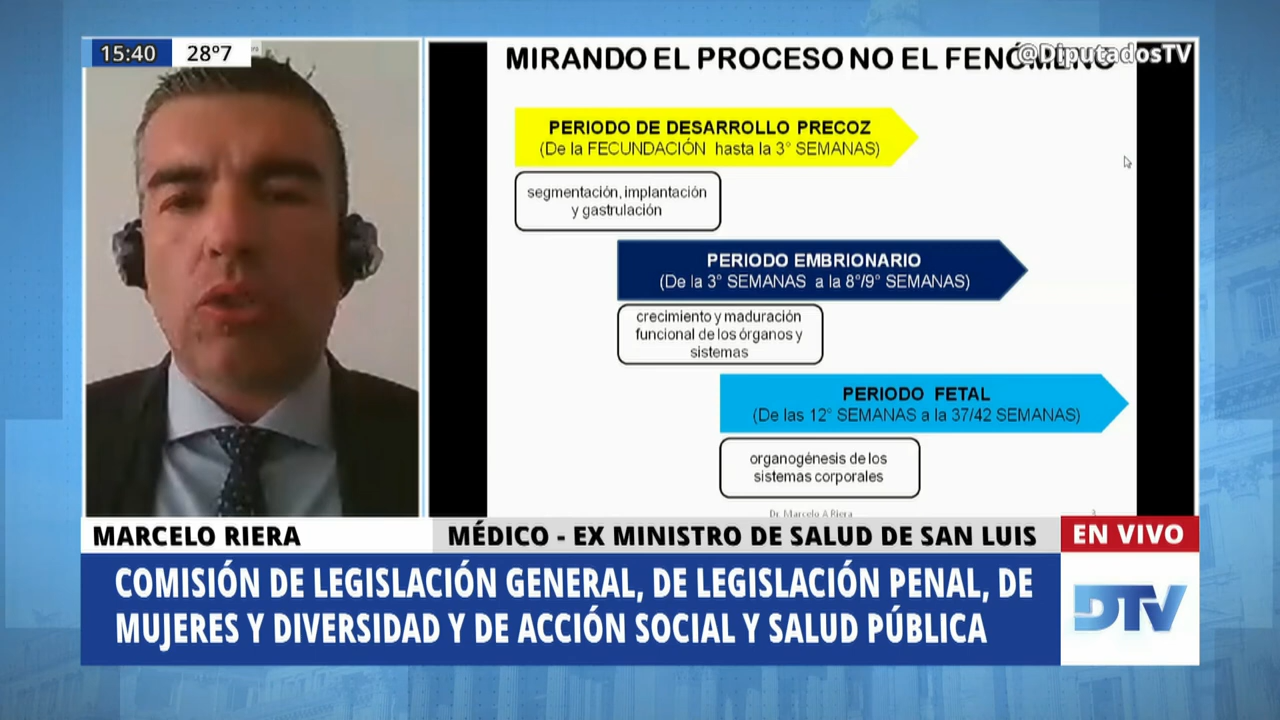 15:40 28°7
@DiputadosTV
MIRANDO EL PROCESO NO EL FENÓMENO
PERIODO DE DESARROLLO PRECOZ
(De la FECUNDACIÓN hasta la 3° SEMANAS)
segmentación, implantación
y gastrulación
PERIODO EMBRIONARIO
(De la 3° SEMANAS a la 8°/9° SEMANAS)
crecimiento y maduración
funcional de los órganos y
sistemas
PERIODO FETAL
(De las 12° SEMANAS a la 37/42 SEMANAS)
organogénesis de los
sistemas corporales
Dr. Marcelo A Riera
3
MARCELO RIERA
MÉDICO - EX MINISTRO DE SALUD DE SAN LUIS
EN VIVO
COMISIÓN DE LEGISLACIÓN GENERAL, DE LEGISLACIÓN PENAL, DE
MUJERES Y DIVERSIDAD Y DE ACCIÓN SOCIAL Y SALUD PÚBLICA
DTV